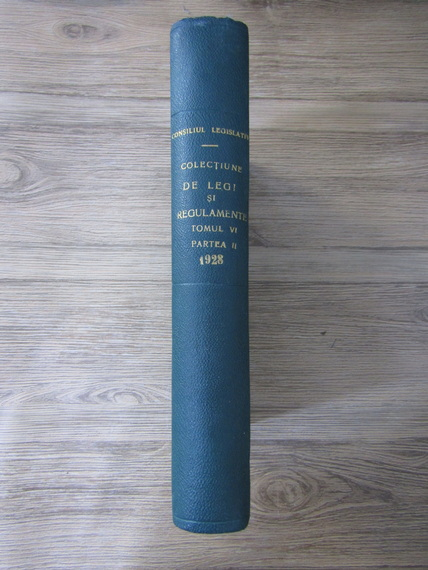 CONSILIUL LEGISLATIV
COLECȚIUNE
DE LEGI
ȘI
REGULAMENTE
TOMUL VI
PARTEA II
1928